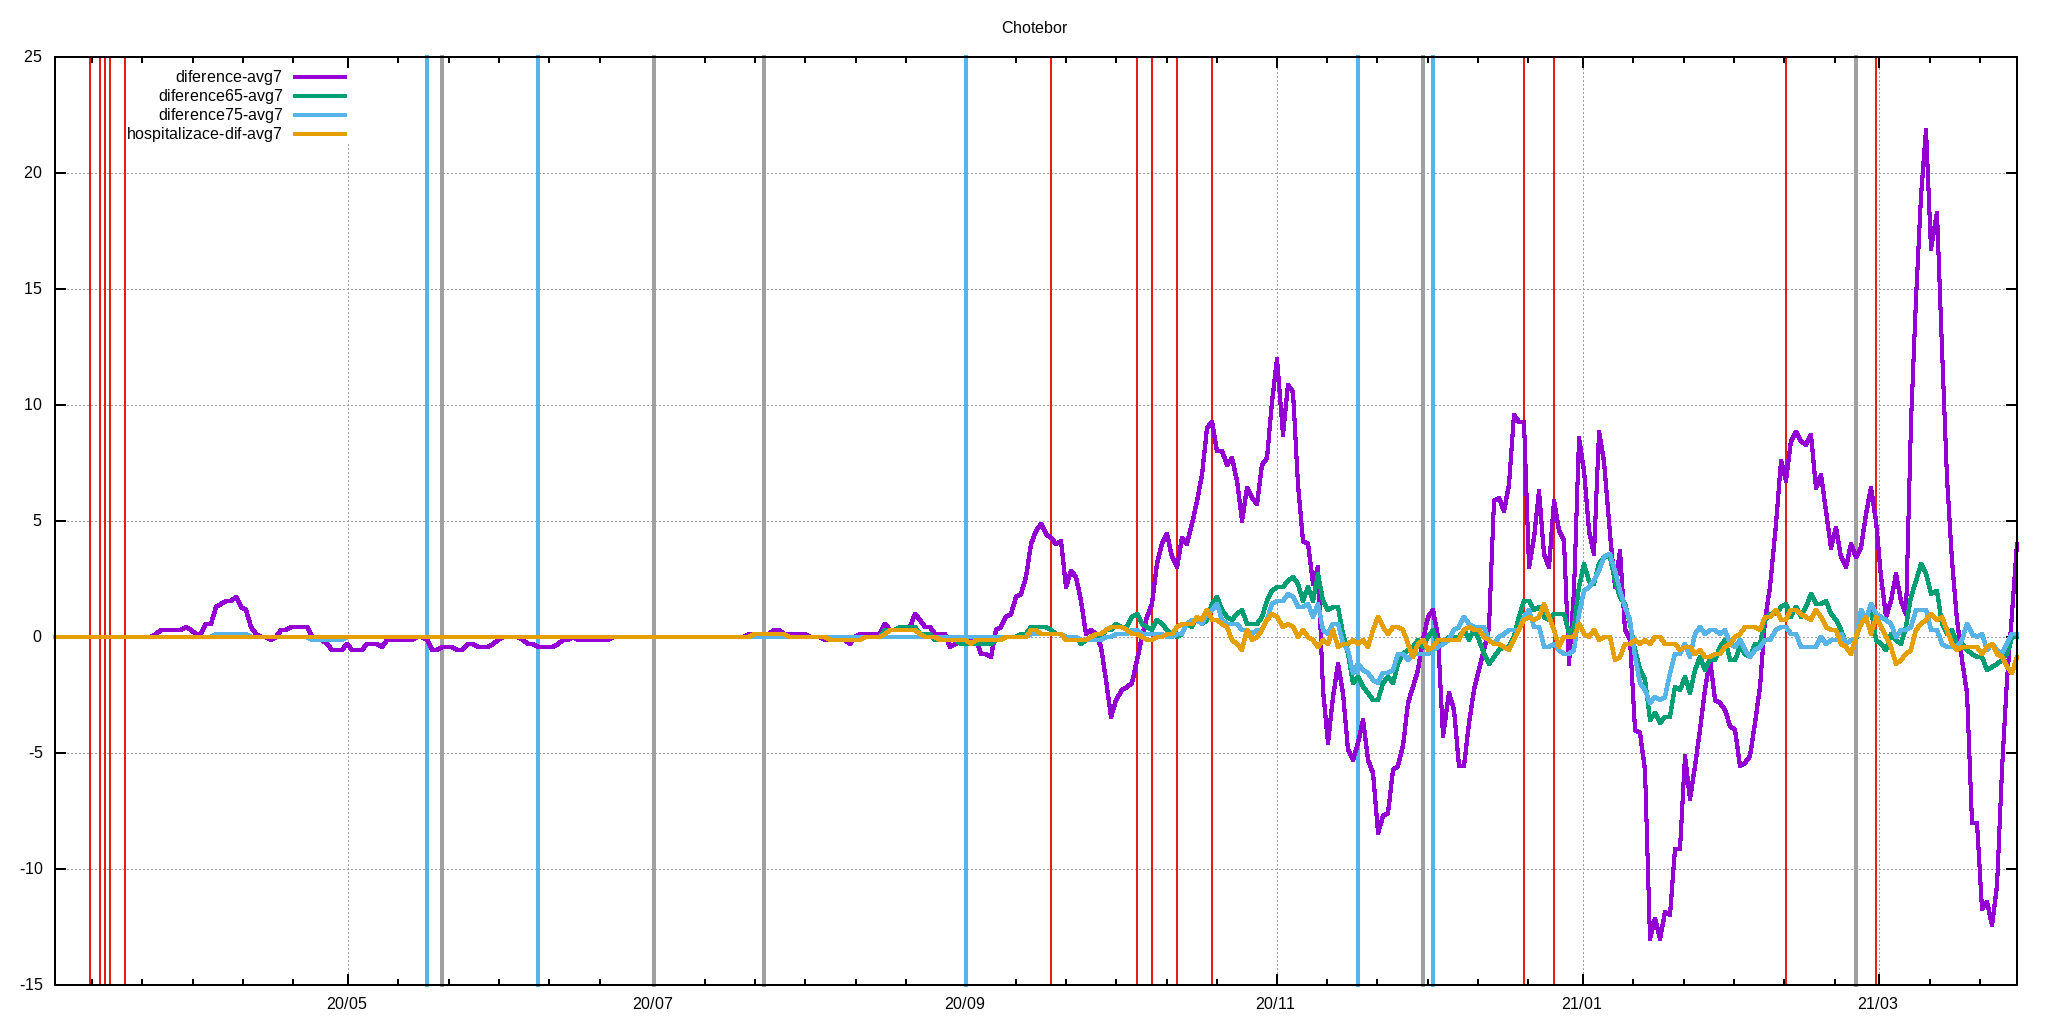 Chotebor
25
diference-avg7
diference65-avg7
diference75-avg7
hospitalizace-dif-avg7
20
15
10
5
0
-5
-10
-15
20/05 20/07 20/09 20/11 21/01 21/03